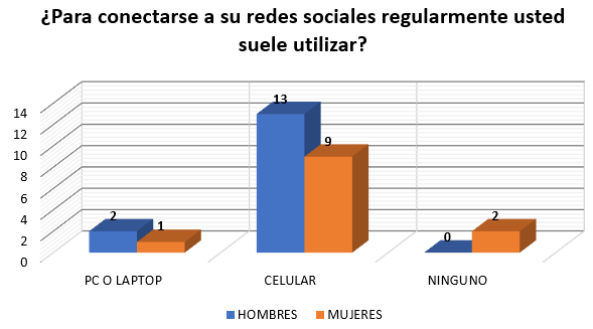 ¿Para conectarse a su redes sociales regularmente usted
suele utilizar?
14
12
10
8
6
4
2
0
2
1
13
9
0
2
PC O LAPTOP
CELULAR
NINGUNO
HOMBRES
MUJERES